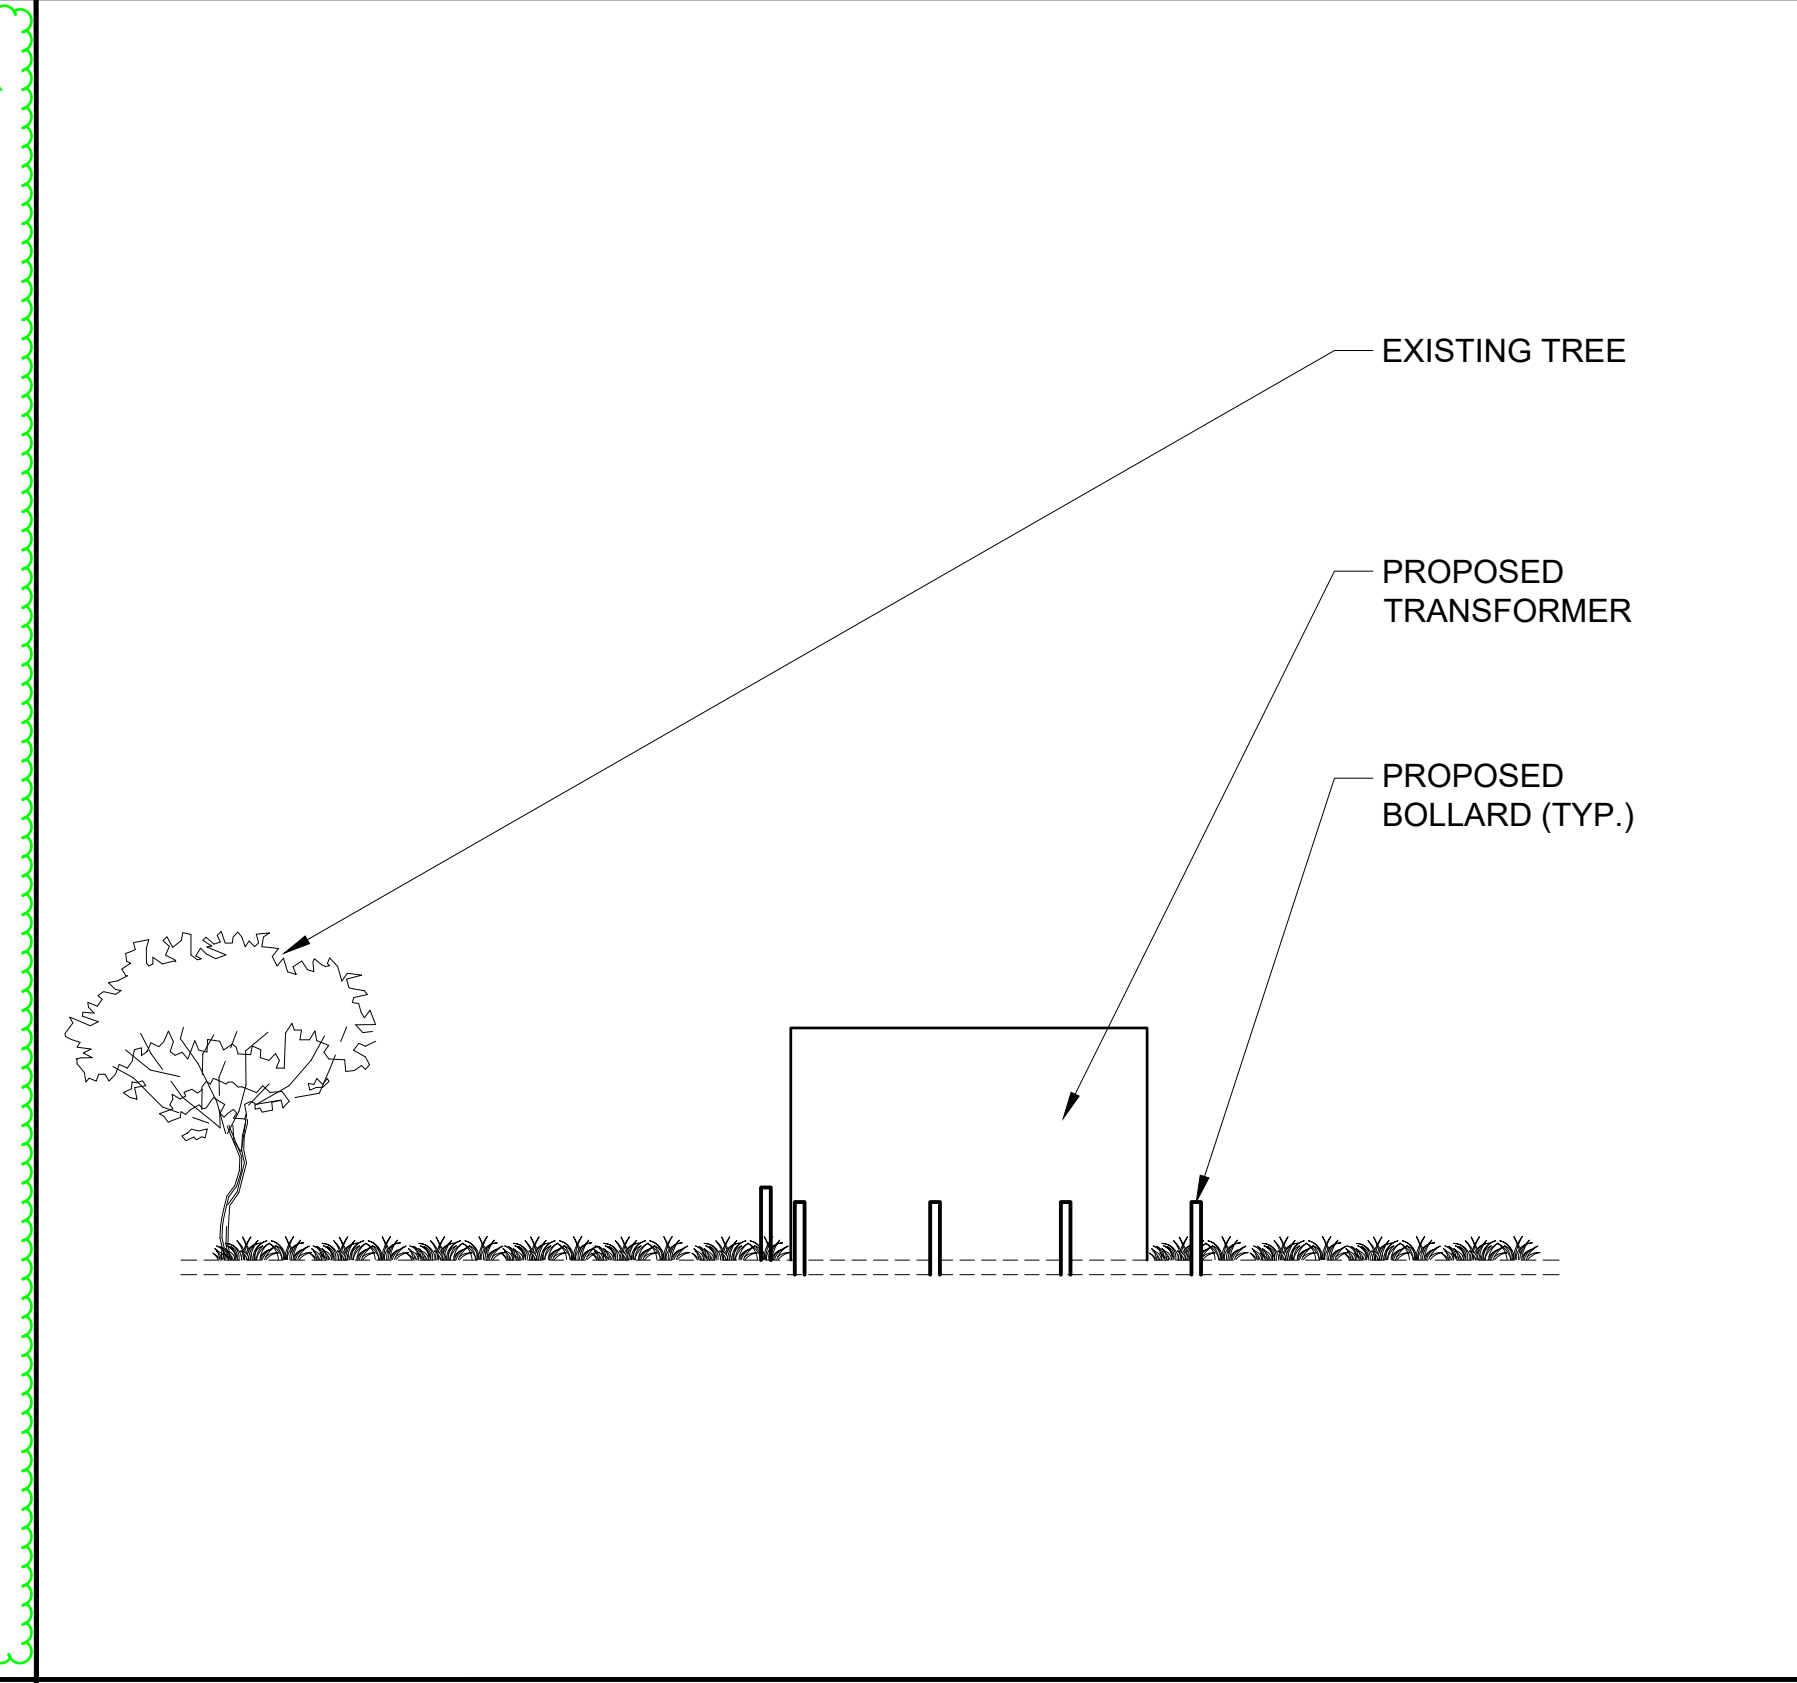 EXISTING TREE
PROPOSED
TRANSFORMER
PROPOSED
BOLLARD (TYP.)